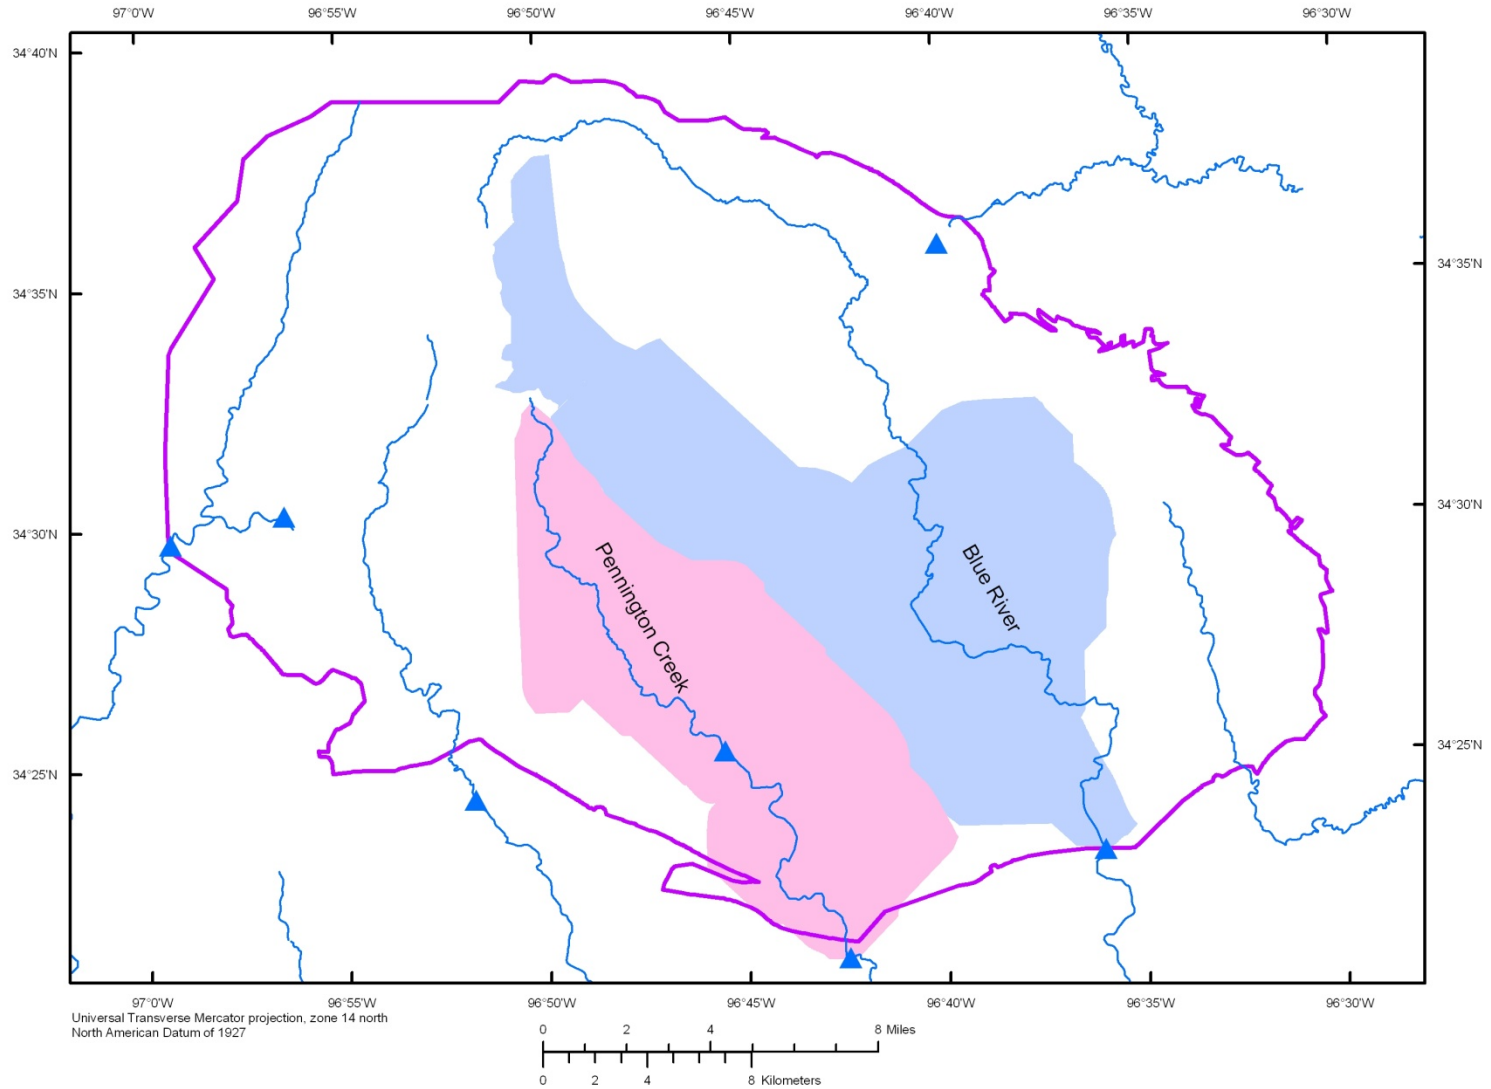 97°0'W 96°55'W 96°50'W 96°45'W 96°40'W 96°35'W 96°30'W
34°40'N
34°35'N
34°35'N
34°30'N
34°30'N
Pennington Creek
Blue River
34°25'N
34°25'N
97°0'W 96°55'W 96°50'W 96°45'W 96°40'W 96°35'W 96°30'W
Universal Transverse Mercator projection, zone 14 north
North American Datum of 1927
0 2 4 8 Miles
0 2 4 8 Kilometers